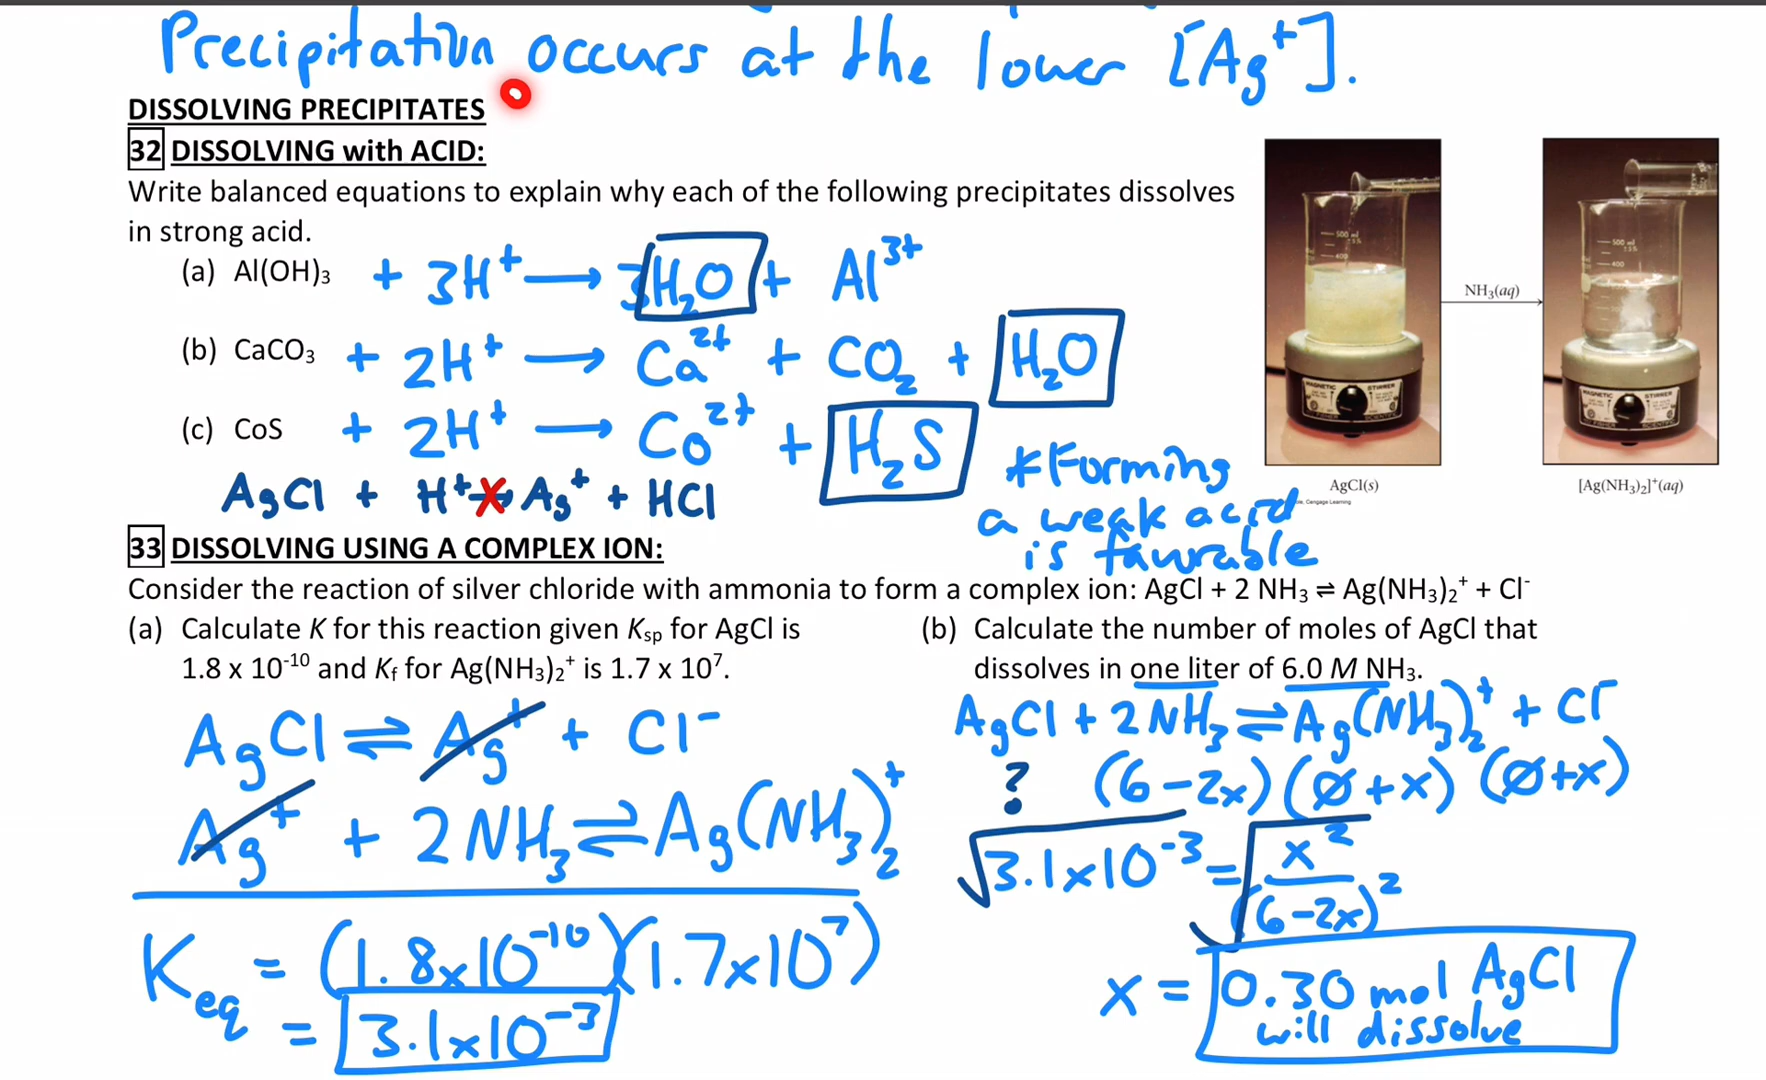 Precipitation occurs at the lower [Ag⁺].
DISSOLVING PRECIPITATES
32 DISSOLVING with ACID:
Write balanced equations to explain why each of the following precipitates dissolves
in strong acid.
(a) Al(OH)₃ + 3H⁺ ⟶ 3H₂O + Al³⁺
(b) CaCO₃ + 2H⁺ ⟶ Ca²⁺ + CO₂ + H₂O
(c) CoS + 2H⁺ ⟶ Co²⁺ + H₂S
AgCl + H⁺ → Ag⁺ + HCl
*Forming
a weak acid
is favorable
NH₃(aq)
AgCl(s)
[Ag(NH₃)₂]⁺(aq)
Cengage Learning
33 DISSOLVING USING A COMPLEX ION:
Consider the reaction of silver chloride with ammonia to form a complex ion: AgCl + 2 NH₃ ⇌ Ag(NH₃)₂⁺ + Cl⁻
(a) Calculate K for this reaction given Kₛₚ for AgCl is
1.8 x 10⁻¹⁰ and K_f for Ag(NH₃)₂⁺ is 1.7 x 10⁷.
AgCl ⇌ Ag⁺ + Cl⁻
Ag⁺ + 2NH₃ ⇌ Ag(NH₃)₂⁺
K_eq = (1.8x10⁻¹⁰)(1.7x10⁷)
= 3.1x10⁻³
(b) Calculate the number of moles of AgCl that
dissolves in one liter of 6.0 M NH₃.
AgCl + 2NH₃ ⇌ Ag(NH₃)₂⁺ + Cl⁻
? (6-2x) (Ø+x) (Ø+x)
√3.1x10⁻³ = √x²/(6-2x)²
x = 0.30 mol AgCl
will dissolve